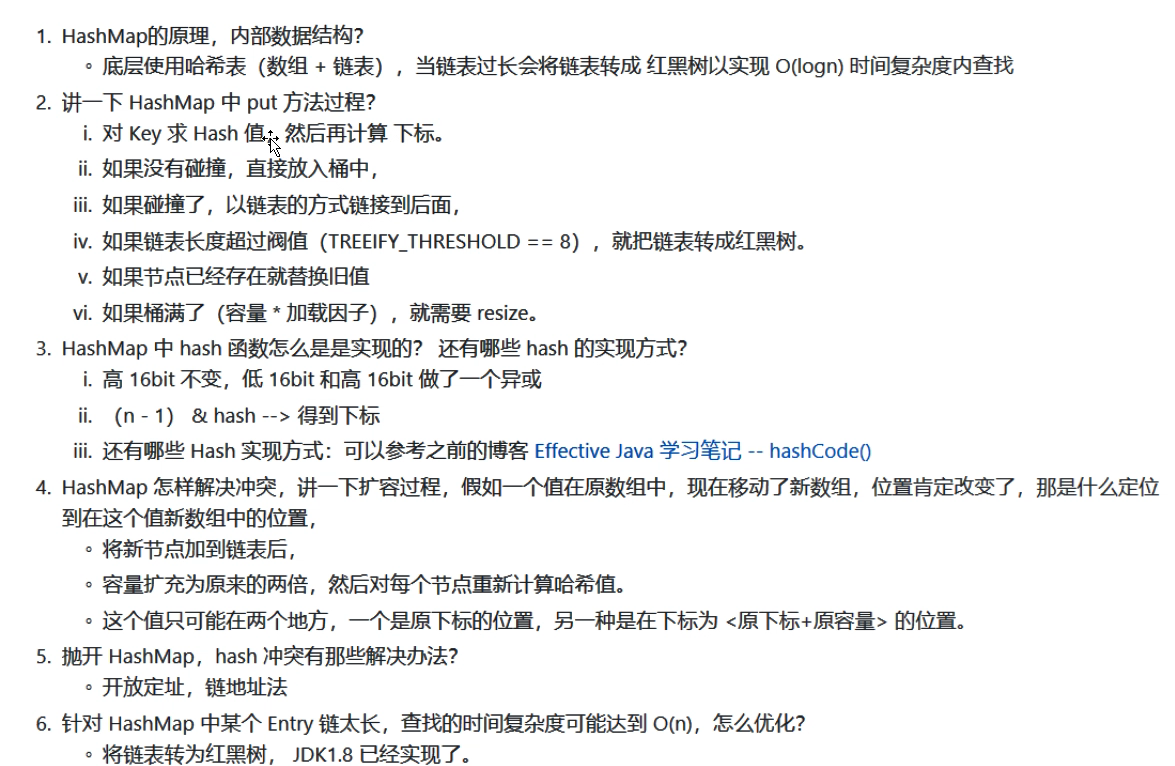 1. HashMap的原理，内部数据结构？
◦ 底层使用哈希表（数组 + 链表），当链表过长会将链表转成 红黑树以实现 O(logn) 时间复杂度内查找
2. 讲一下 HashMap 中 put 方法过程？
i. 对 Key 求 Hash 值，然后再计算 下标。
ii. 如果没有碰撞，直接放入桶中，
iii. 如果碰撞了，以链表的方式链接到后面，
iv. 如果链表长度超过阀值（TREEIFY_THRESHOLD == 8），就把链表转成红黑树。
v. 如果节点已经存在就替换旧值
vi. 如果桶满了（容量 * 加载因子），就需要 resize。
3. HashMap 中 hash 函数怎么是是实现的？ 还有哪些 hash 的实现方式？
i. 高 16bit 不变，低 16bit 和高 16bit 做了一个异或
ii. （n - 1） & hash --> 得到下标
iii. 还有哪些 Hash 实现方式：可以参考之前的博客 Effective Java 学习笔记 -- hashCode()
4. HashMap 怎样解决冲突，讲一下扩容过程，假如一个值在原数组中，现在移动了新数组，位置肯定改变了，那是什么定位
到在这个值新数组中的位置，
◦ 将新节点加到链表后，
◦ 容量扩充为原来的两倍，然后对每个节点重新计算哈希值。
◦ 这个值只可能在两个地方，一个是原下标的位置，另一种是在下标为 <原下标+原容量> 的位置。
5. 抛开 HashMap，hash 冲突有那些解决办法？
◦ 开放定址，链地址法
6. 针对 HashMap 中某个 Entry 链太长，查找的时间复杂度可能达到 O(n)，怎么优化？
◦ 将链表转为红黑树， JDK1.8 已经实现了。